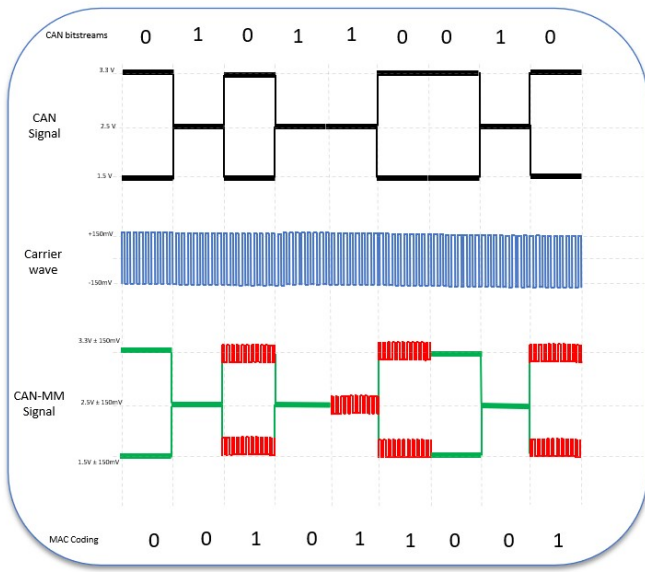 CAN bitstreams 0 1 0 1 1 0 0 1 0
3.3 V
CAN
Signal
2.5 V
1.5 V
+150mV
Carrier
wave
-150mV
3.3V ± 150mV
CAN-MM
Signal
2.5V ± 150mV
1.5V ± 150mV
MAC Coding 0 0 1 0 1 1 0 0 1